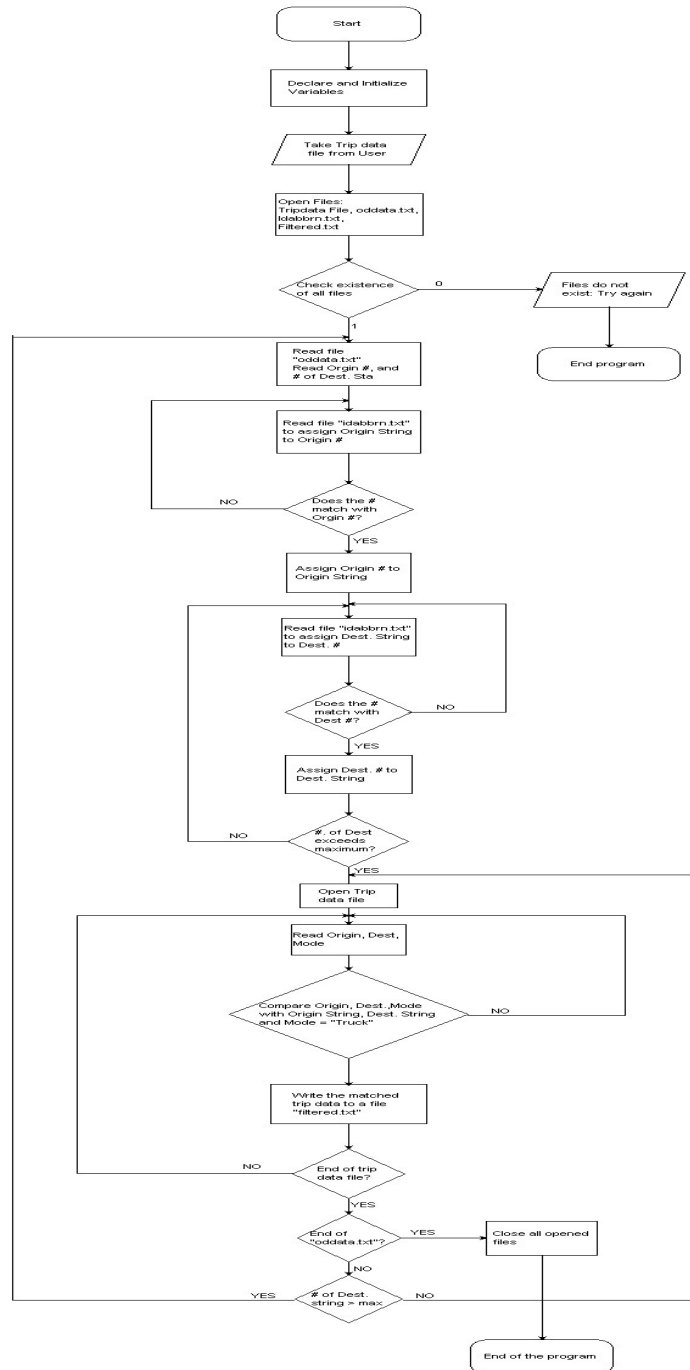 Start
Declare and Initialize
Variables
Take Trip data
file from User
Open Files:
Tripdata File, oddata.txt,
idabbrn.txt,
Filtered.txt
Check existence
of all files
0
Files do not
exist: Try again
End program
1
Read file
"oddata.txt"
Read Orgin #, and
# of Dest. Sta
Read file "idabbrn.txt"
to assign Origin String
to Origin #
Does the #
match with
Orgin #?
NO
YES
Assign Origin # to
Origin String
Read file "idabbrn.txt"
to assign Dest. String
to Dest. #
Does the #
match with
Dest #?
NO
YES
Assign Dest. # to
Dest. String
#. of Dest
exceeds
maximum?
NO
YES
Open Trip
data file
Read Origin, Dest,
Mode
Compare Origin, Dest.,Mode
with Origin String, Dest. String
and Mode = "Truck"
NO
Write the matched
trip data to a file
"filtered.txt"
End of trip
data file?
NO
YES
End of
"oddata.txt"?
YES
Close all opened
files
NO
# of Dest.
string > max
YES
NO
End of the program